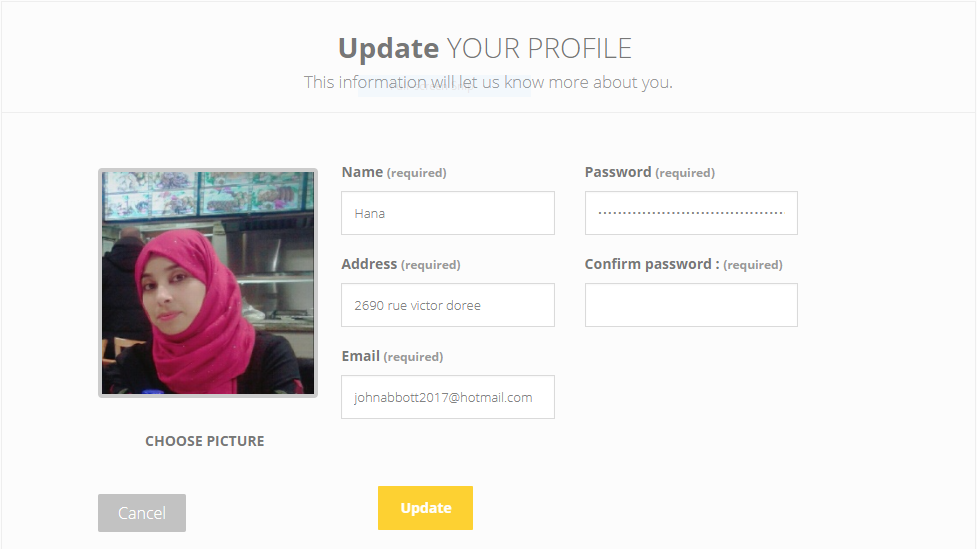 Update YOUR PROFILE
This information will let us know more about you.
Name (required)
Hana
Password (required)
Address (required)
2690 rue victor doree
Confirm password : (required)
Email (required)
johnabbott2017@hotmail.com
CHOOSE PICTURE
Cancel
Update